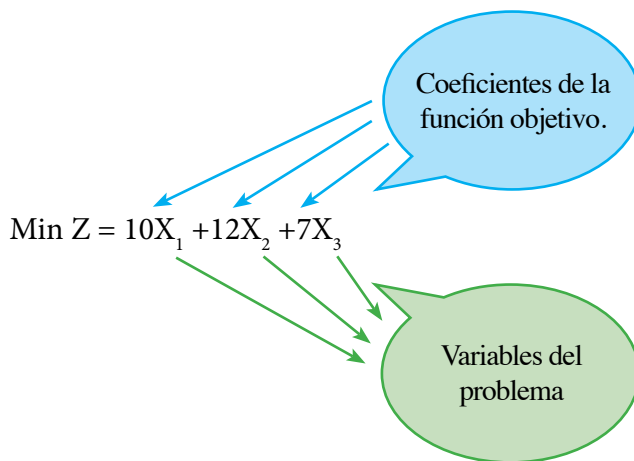 Coeficientes de la
función objetivo.
Min Z = 10X₁ +12X₂ +7X₃
Variables del
problema